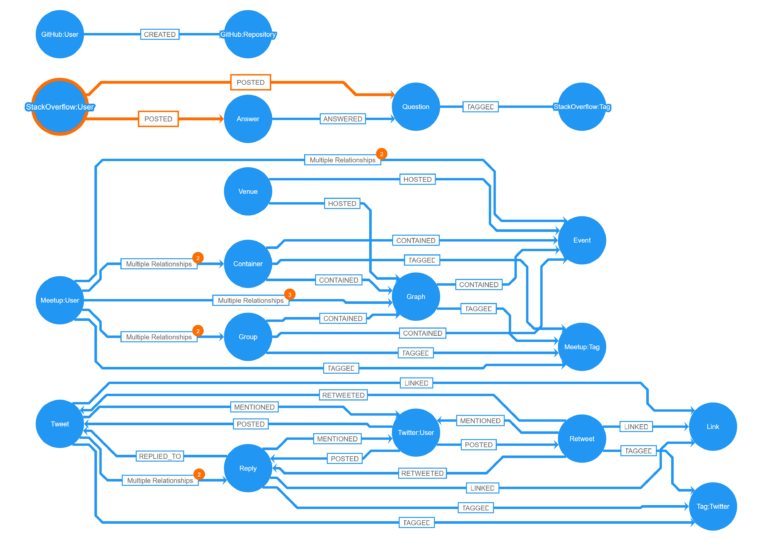 GitHub:User
CREATED
GitHub:Repository
POSTED
StackOverflow:User
Question
TAGGED
StackOverflow:Tag
POSTED
Answer
ANSWERED
Multiple Relationships 2
Venue
HOSTED
HOSTED
Event
CONTAINED
Multiple Relationships 2
Container
TAGGED
CONTAINED
CONTAINED
Graph
Meetup:User
Multiple Relationships 3
TAGGED
CONTAINED
Multiple Relationships 2
Group
CONTAINED
TAGGED
Meetup:Tag
TAGGED
LINKED
RETWEETED
MENTIONED
Tweet
POSTED
MENTIONED
Twitter:User
LINKED
Link
MENTIONED
POSTED
Retweet
TAGGED
REPLIED_TO
POSTED
Reply
RETWEETED
Multiple Relationships 2
LINKED
TAGGED
Tag:Twitter
TAGGED